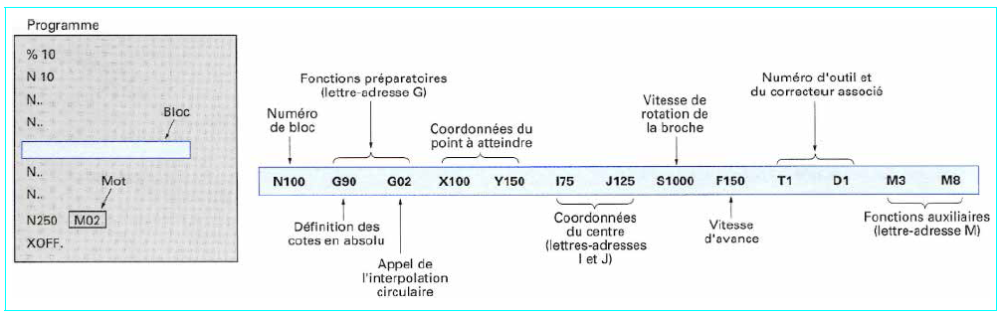 Programme
% 10
N 10
N..
N..
Bloc
N..
Mot
N..
N250 M02
XOFF.
Fonctions préparatoires
(lettre-adresse G)
Numéro
de bloc
Coordonnées du
point à atteindre
Vitesse de
rotation de
la broche
Numéro d'outil et
du correcteur associé
N100 G90 G02 X100 Y150 I75 J125 S1000 F150 T1 D1 M3 M8
Définition des
cotes en absolu
Appel de
l'interpolation
circulaire
Coordonnées
du centre
(lettres-adresses
I et J)
Vitesse
d'avance
Fonctions auxiliaires
(lettre-adresse M)